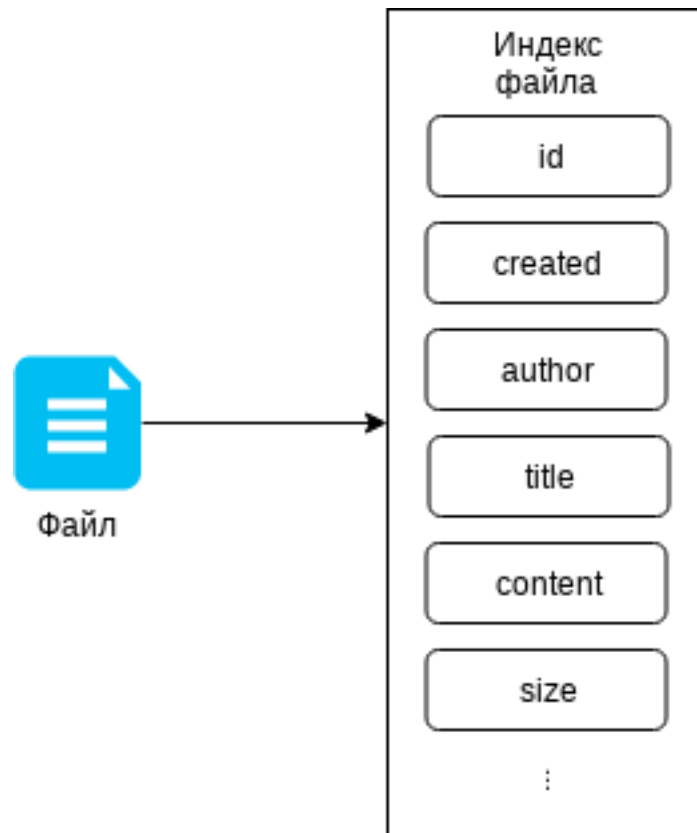 Индекс
файла
id
created
author
title
Файл
content
size
⋮